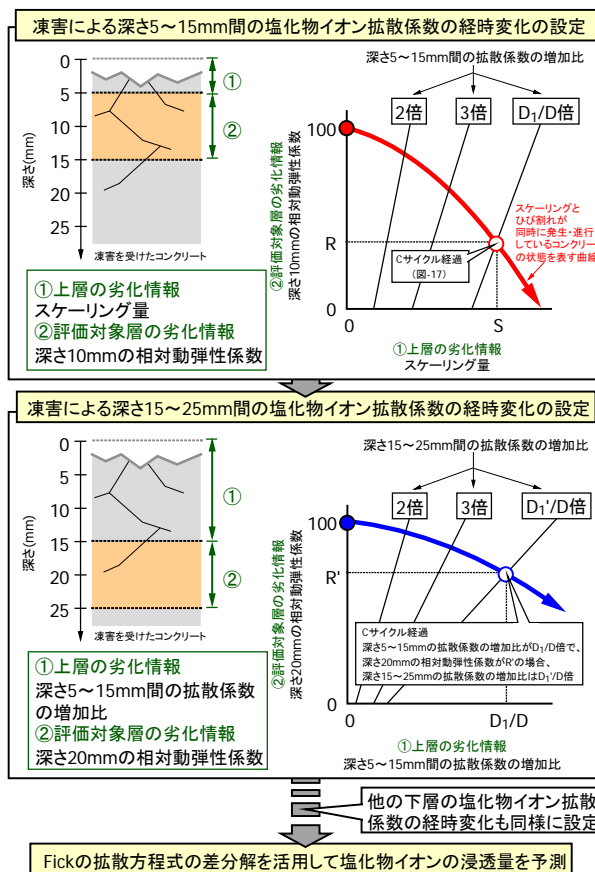 凍害による深さ5～15mm間の塩化物イオン拡散係数の経時変化の設定
0
5
10
15
20
25
深さ(mm)
①
②
凍害を受けたコンクリート
①上層の劣化情報
スケーリング量
②評価対象層の劣化情報
深さ10mmの相対動弾性係数
深さ5～15mm間の拡散係数の増加比
2倍
3倍
D₁/D倍
100
R
0
0
S
②評価対象層の劣化情報
深さ10mmの相対動弾性係数
Cサイクル経過
(図-17)
スケーリングと
ひび割れが
同時に発生・進行
しているコンクリート
の状態を表す曲線
①上層の劣化情報
スケーリング量
凍害による深さ15～25mm間の塩化物イオン拡散係数の経時変化の設定
0
5
10
15
20
25
深さ(mm)
①
②
凍害を受けたコンクリート
①上層の劣化情報
深さ5～15mm間の拡散係数
の増加比
②評価対象層の劣化情報
深さ20mmの相対動弾性係数
深さ15～25mm間の拡散係数の増加比
2倍
3倍
D₁'/D倍
100
R'
0
0
D₁/D
②評価対象層の劣化情報
深さ20mmの相対動弾性係数
Cサイクル経過
深さ5～15mmの拡散係数の増加比がD₁/D倍で、
深さ20mmの相対動弾性係数がR'の場合、
深さ15～25mmの拡散係数の増加比はD₁'/D倍
①上層の劣化情報
深さ5～15mm間の拡散係数の増加比
他の下層の塩化物イオン拡散
係数の経時変化も同様に設定
Fickの拡散方程式の差分解を活用して塩化物イオンの浸透量を予測